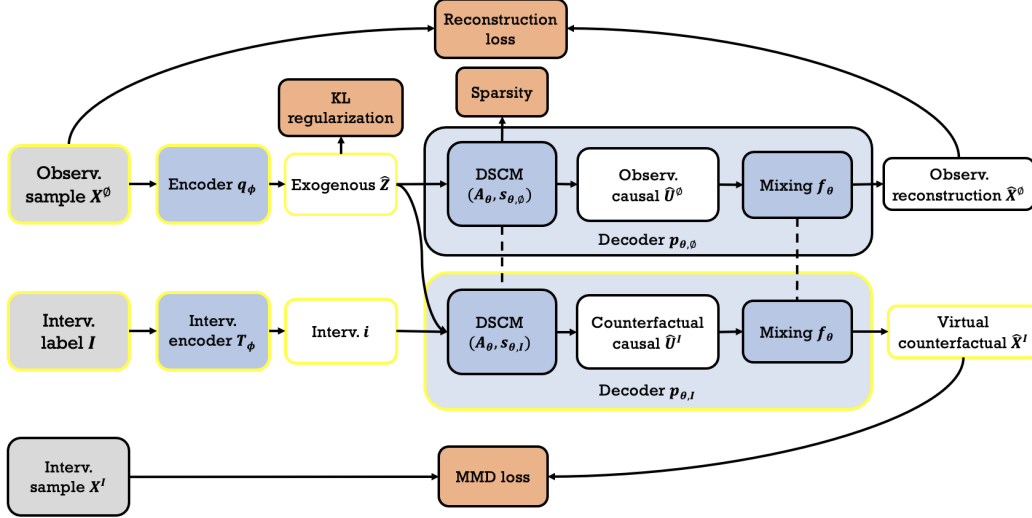 Reconstruction
loss
KL
regularization
Sparsity
Observ.
sample X^∅
Encoder q_ϕ
Exogenous Ẑ
DSCM
(A_θ, s_θ,∅)
Observ.
causal Û^∅
Mixing f_θ
Observ.
reconstruction X̂^∅
Decoder p_θ,∅
Interv.
label I
Interv.
encoder T_ϕ
Interv. i
DSCM
(A_θ, s_θ,I)
Counterfactual
causal Û^I
Mixing f_θ
Virtual
counterfactual X̂^I
Decoder p_θ,I
Interv.
sample X^I
MMD loss